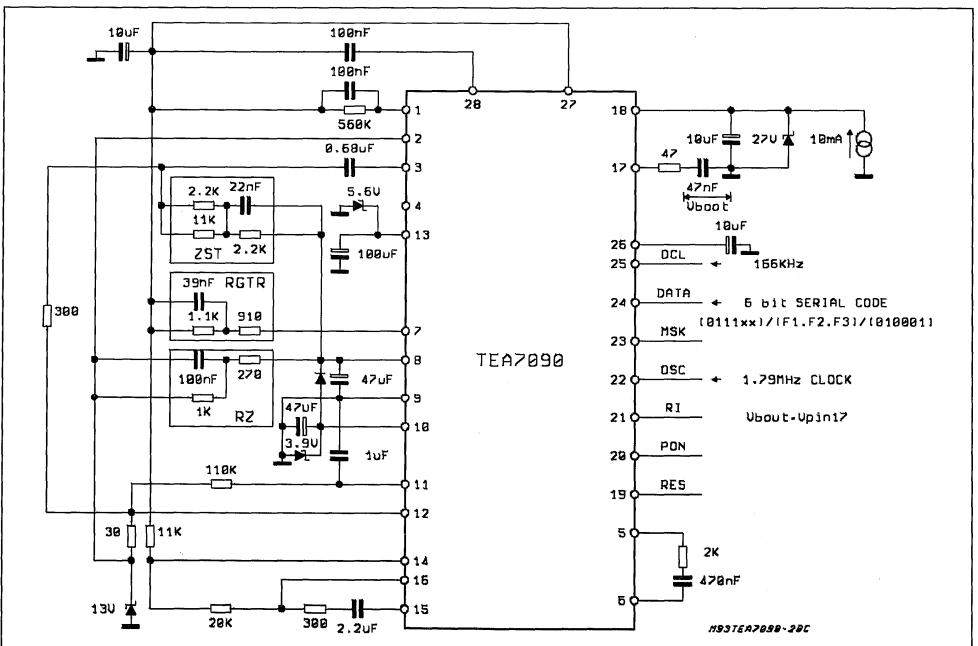 10uF
100nF
100nF
28
27
1
560K
18
10uF
27V
10mA
2
0.68uF
3
47
17
47nF
Vboot
2.2K
22nF
5.6V
4
11K
2.2K
ZST
13
100uF
10uF
26
DCL
25
166KHz
39nF
RGTR
DATA
24
6 bit SERIAL CODE
(0111xx)/(F1.F2.F3)/(010001)
300
1.1K
910
7
MSK
23
TEA7090
8
100nF
270
47uF
OSC
22
1.79MHz CLOCK
1K
RZ
9
47uF
10
RI
21
Vbout-Vpin17
3.9V
1uF
PON
20
110K
11
RES
19
12
30
11K
5
2K
14
16
470nF
13V
20K
300
2.2uF
15
6
M93TEA7090-28C